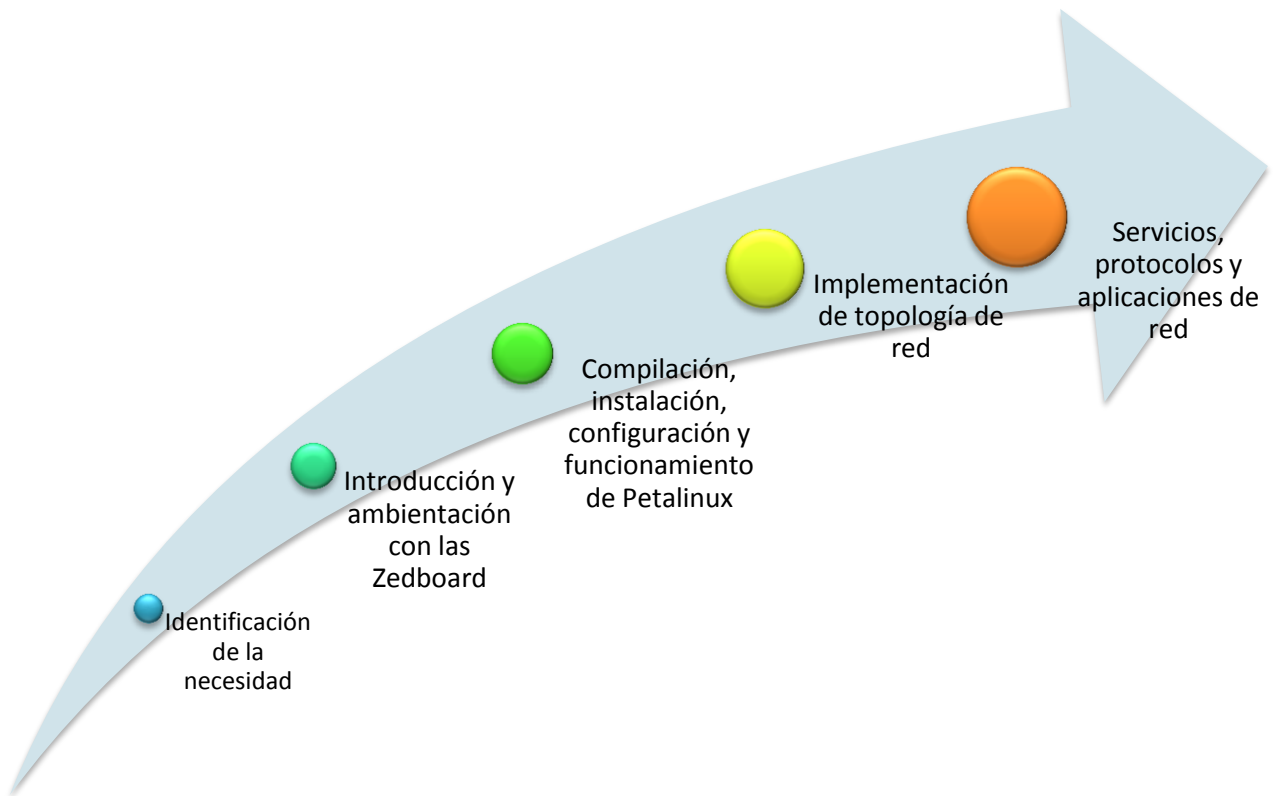 Identificación
de la
necesidad
Introducción y
ambientación
con las
Zedboard
Compilación,
instalación,
configuración y
funcionamiento
de Petalinux
Implementación
de topología de
red
Servicios,
protocolos y
aplicaciones de
red